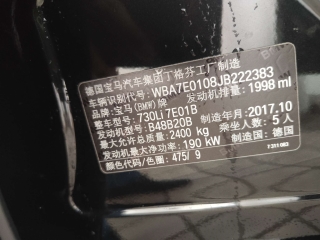 德国宝马汽车集团丁格芬工厂制造
车辆识别代号: WBA7E0108JB222383
品牌: 宝马(BMW)牌 发动机排量: 1998 ml
整车型号: 730Li 7E01B
发动机型号: B48B20B 制造年月: 2017.10
最大允许总质量: 2400 kg 乘坐人数: 5 人
发动机最大净功率: 190 kW 制造国: 德国
颜色代码/色圈: 475/ 9